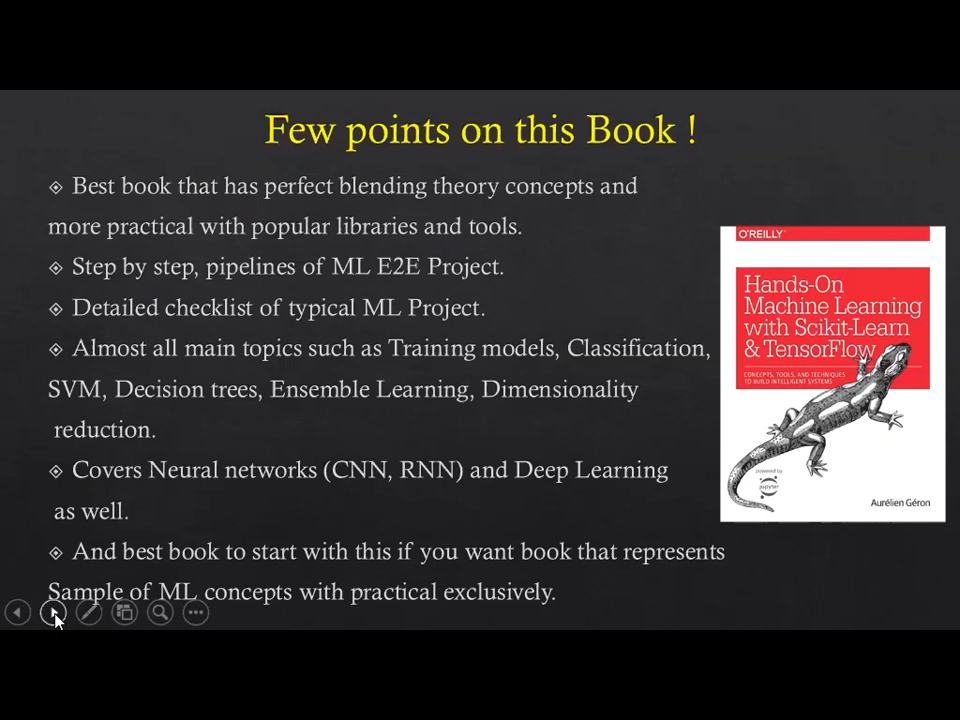 Few points on this Book !
Best book that has perfect blending theory concepts and
more practical with popular libraries and tools.
Step by step, pipelines of ML E2E Project.
Detailed checklist of typical ML Project.
Almost all main topics such as Training models, Classification,
SVM, Decision trees, Ensemble Learning, Dimensionality
reduction.
Covers Neural networks (CNN, RNN) and Deep Learning
as well.
And best book to start with this if you want book that represents
Sample of ML concepts with practical exclusively.
O'REILLY
Hands-On
Machine Learning
with Scikit-Learn
& TensorFlow
CONCEPTS, TOOLS, AND TECHNIQUES
TO BUILD INTELLIGENT SYSTEMS
powered by
jupyter
Aurélien Géron